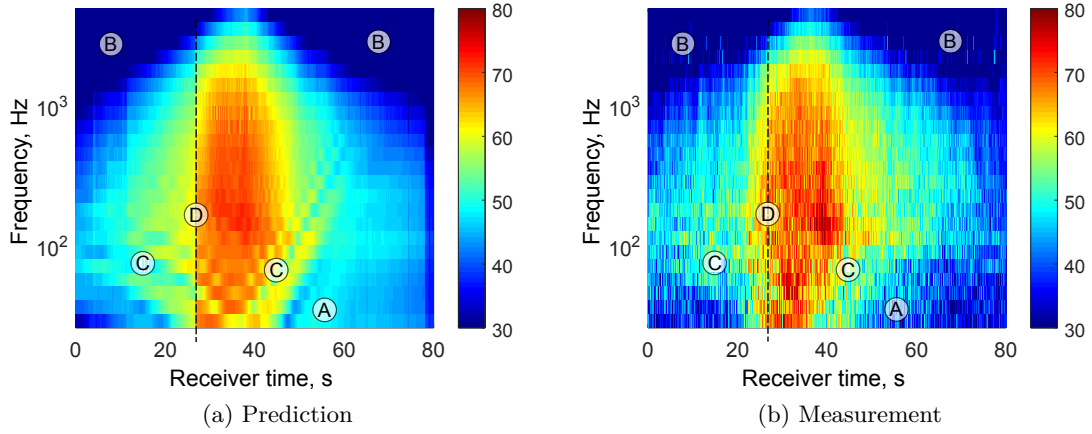 Frequency, Hz
10³
10²
B
B
D
C
C
A
0
20
40
60
80
Receiver time, s
80
70
60
50
40
30
(a) Prediction
Frequency, Hz
10³
10²
B
B
D
C
C
A
0
20
40
60
80
Receiver time, s
80
70
60
50
40
30
(b) Measurement